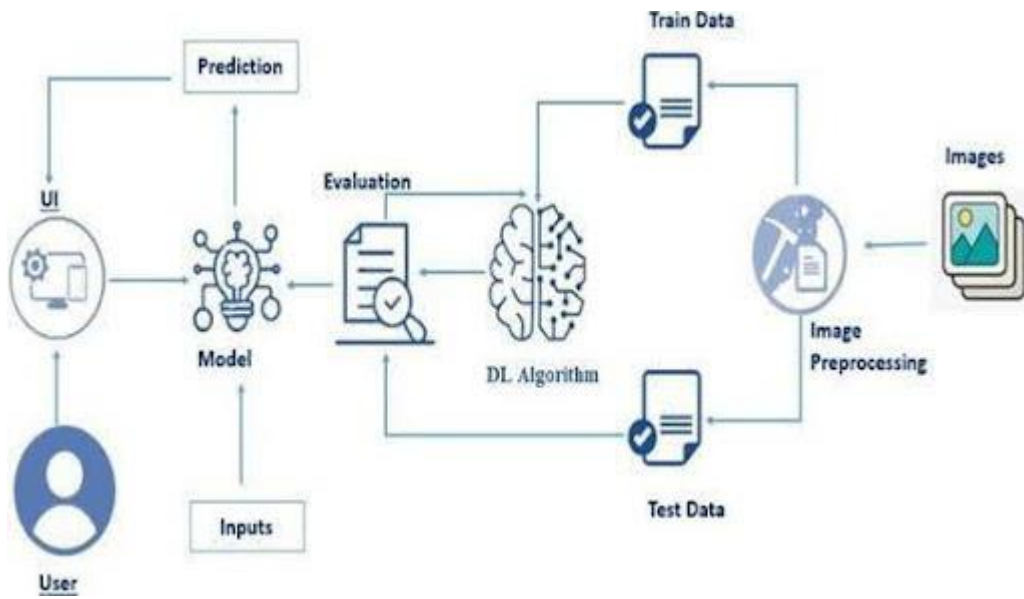 Train Data
Prediction
Images
Evaluation
UI
Image
Preprocessing
Model
DL Algorithm
Test Data
Inputs
User